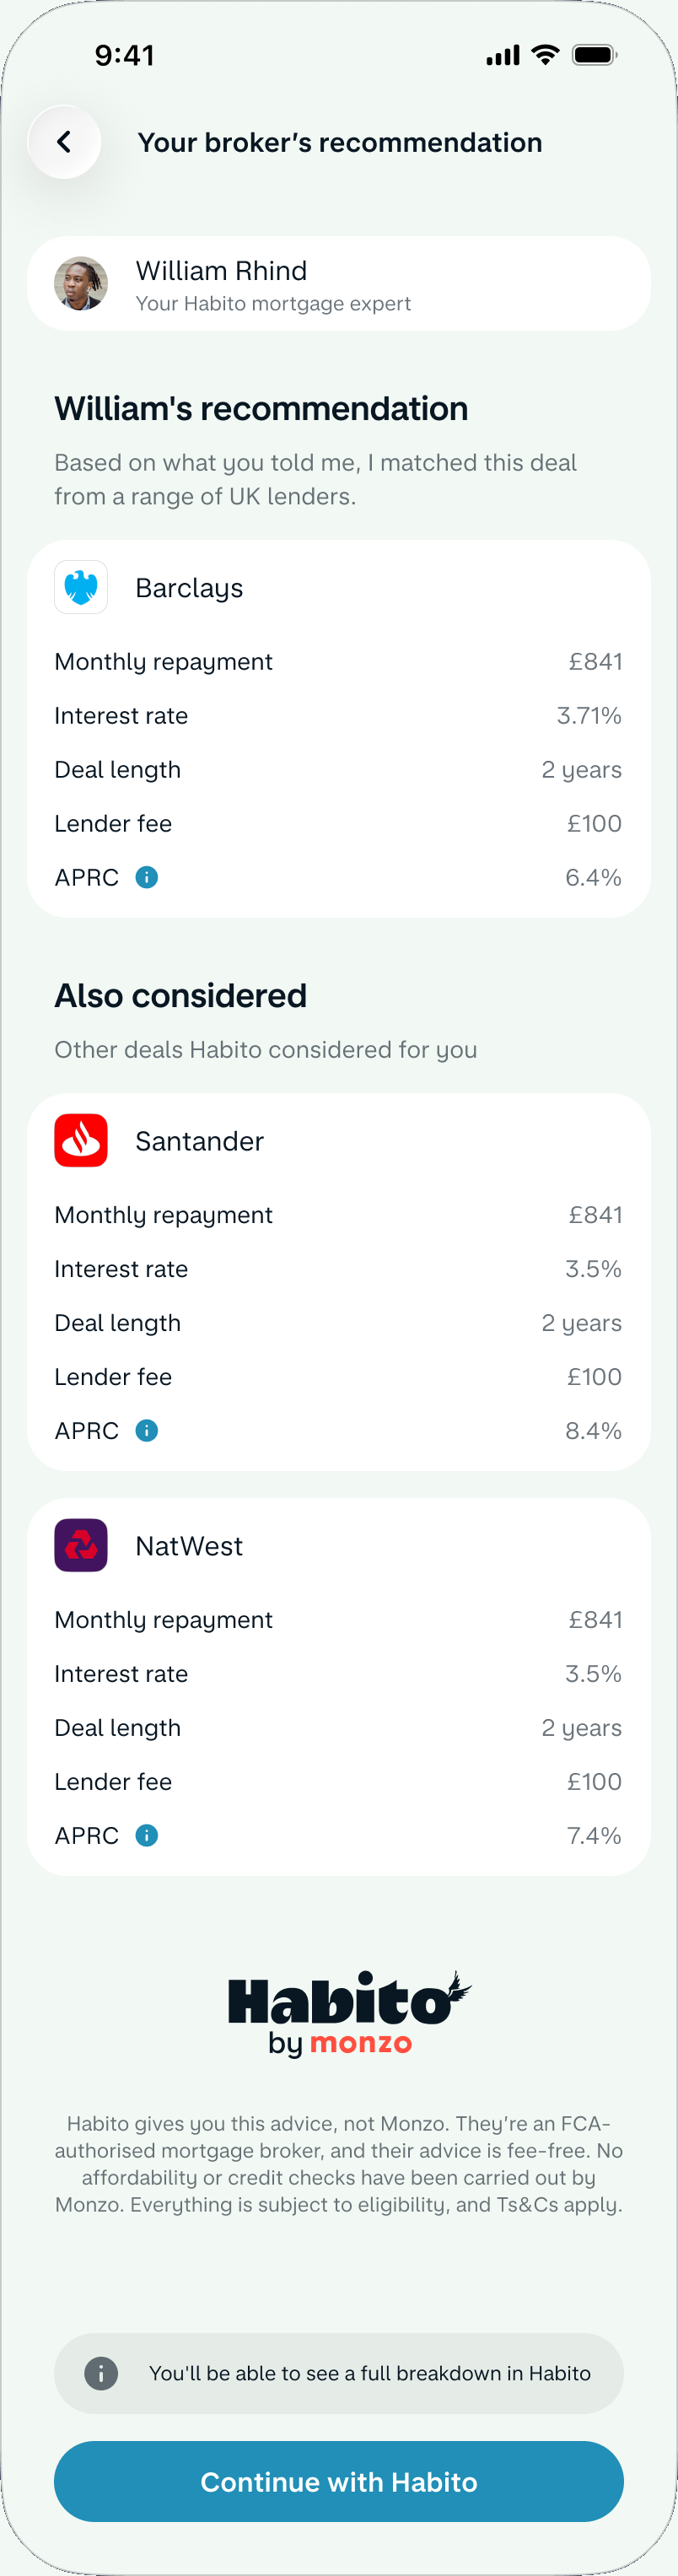 9:41
Your broker’s recommendation
William Rhind
Your Habito mortgage expert
William's recommendation
Based on what you told me, I matched this deal
from a range of UK lenders.
Barclays
Monthly repayment £841
Interest rate 3.71%
Deal length 2 years
Lender fee £100
APRC 6.4%
Also considered
Other deals Habito considered for you
Santander
Monthly repayment £841
Interest rate 3.5%
Deal length 2 years
Lender fee £100
APRC 8.4%
NatWest
Monthly repayment £841
Interest rate 3.5%
Deal length 2 years
Lender fee £100
APRC 7.4%
Habito
by monzo
Habito gives you this advice, not Monzo. They’re an FCA-
authorised mortgage broker, and their advice is fee-free. No
affordability or credit checks have been carried out by
Monzo. Everything is subject to eligibility, and Ts&Cs apply.
You'll be able to see a full breakdown in Habito
Continue with Habito